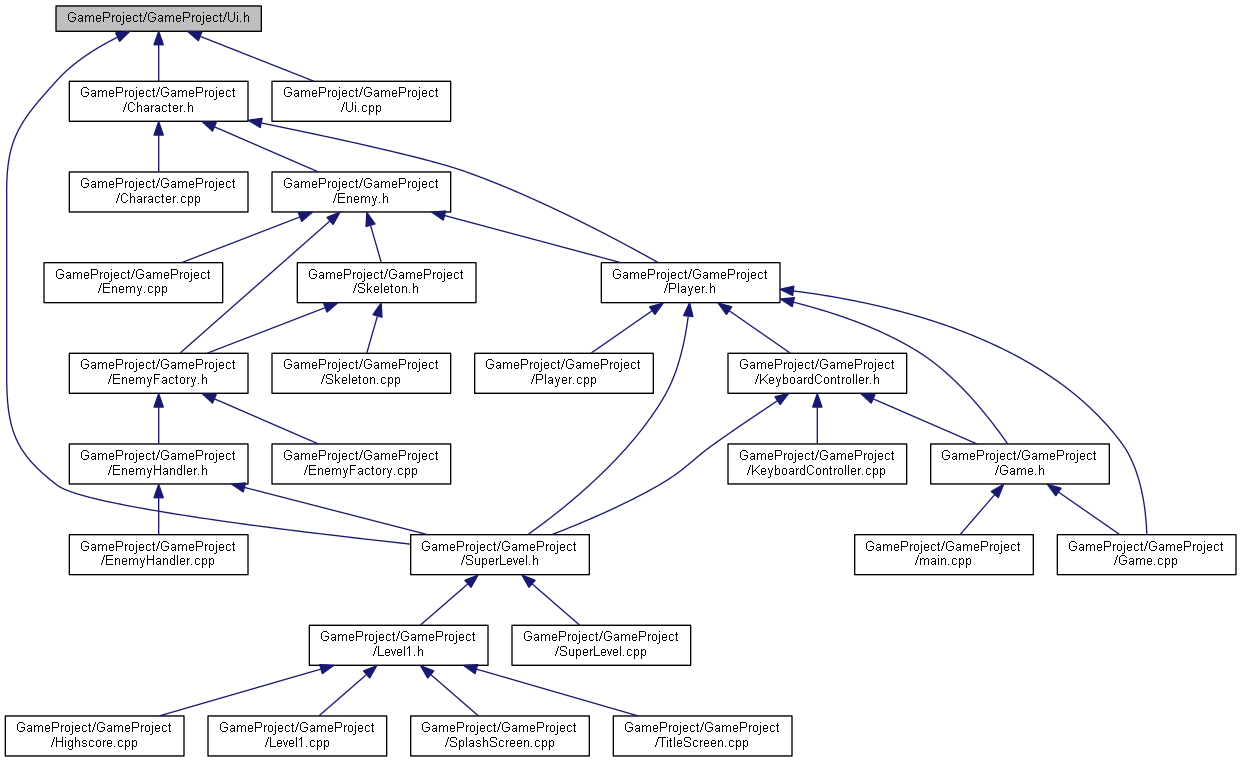 GameProject/GameProject/Ui.h
GameProject/GameProject
/Character.h
GameProject/GameProject
/Ui.cpp
GameProject/GameProject
/Character.cpp
GameProject/GameProject
/Enemy.h
GameProject/GameProject
/Enemy.cpp
GameProject/GameProject
/Skeleton.h
GameProject/GameProject
/Player.h
GameProject/GameProject
/EnemyFactory.h
GameProject/GameProject
/Skeleton.cpp
GameProject/GameProject
/Player.cpp
GameProject/GameProject
/KeyboardController.h
GameProject/GameProject
/EnemyHandler.h
GameProject/GameProject
/EnemyFactory.cpp
GameProject/GameProject
/KeyboardController.cpp
GameProject/GameProject
/Game.h
GameProject/GameProject
/EnemyHandler.cpp
GameProject/GameProject
/SuperLevel.h
GameProject/GameProject
/main.cpp
GameProject/GameProject
/Game.cpp
GameProject/GameProject
/Level1.h
GameProject/GameProject
/SuperLevel.cpp
GameProject/GameProject
/Highscore.cpp
GameProject/GameProject
/Level1.cpp
GameProject/GameProject
/SplashScreen.cpp
GameProject/GameProject
/TitleScreen.cpp